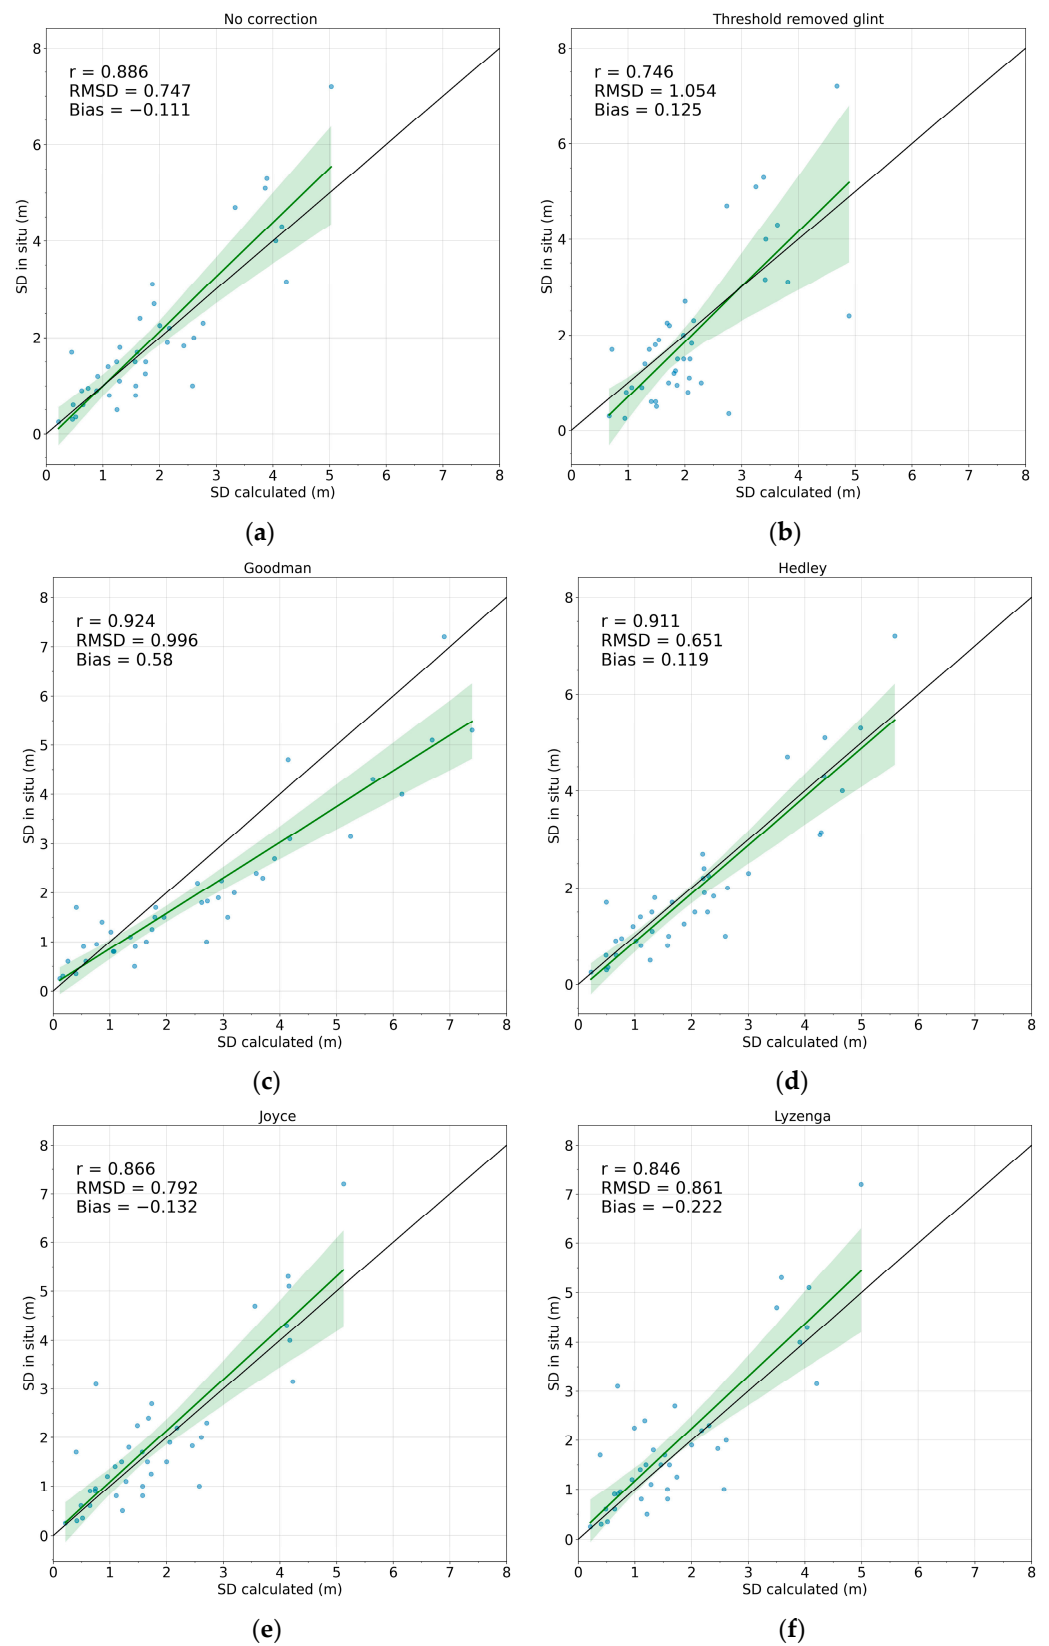 No correction
r = 0.886
RMSD = 0.747
Bias = −0.111
8
6
4
2
0
SD in situ (m)
0 1 2 3 4 5 6 7 8
SD calculated (m)
(a)
Threshold removed glint
r = 0.746
RMSD = 1.054
Bias = 0.125
8
6
4
2
0
SD in situ (m)
0 1 2 3 4 5 6 7 8
SD calculated (m)
(b)
Goodman
r = 0.924
RMSD = 0.996
Bias = 0.58
8
7
6
5
4
3
2
1
0
SD in situ (m)
0 1 2 3 4 5 6 7 8
SD calculated (m)
(c)
Hedley
r = 0.911
RMSD = 0.651
Bias = 0.119
8
6
4
2
0
SD in situ (m)
0 1 2 3 4 5 6 7 8
SD calculated (m)
(d)
Joyce
r = 0.866
RMSD = 0.792
Bias = −0.132
8
7
6
5
4
3
2
1
0
SD in situ (m)
0 1 2 3 4 5 6 7 8
SD calculated (m)
(e)
Lyzenga
r = 0.846
RMSD = 0.861
Bias = −0.222
8
7
6
5
4
3
2
1
0
SD in situ (m)
0 1 2 3 4 5 6 7 8
SD calculated (m)
(f)